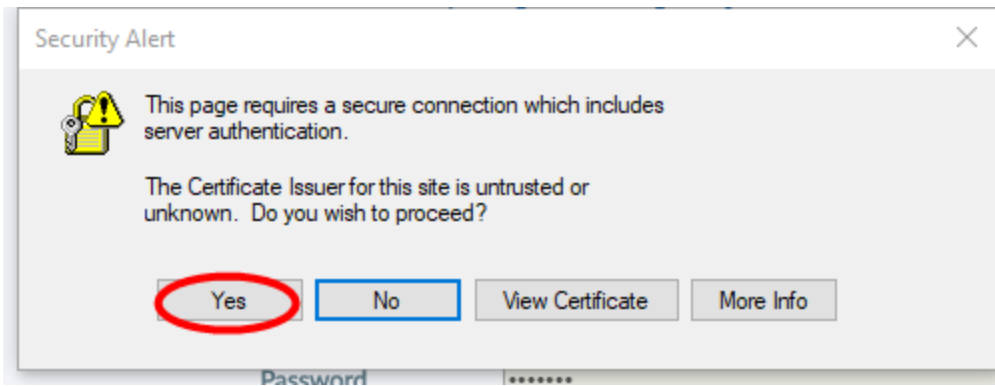 Security Alert
This page requires a secure connection which includes
server authentication.
The Certificate Issuer for this site is untrusted or
unknown.  Do you wish to proceed?
Yes No View Certificate More Info
Password •••••••